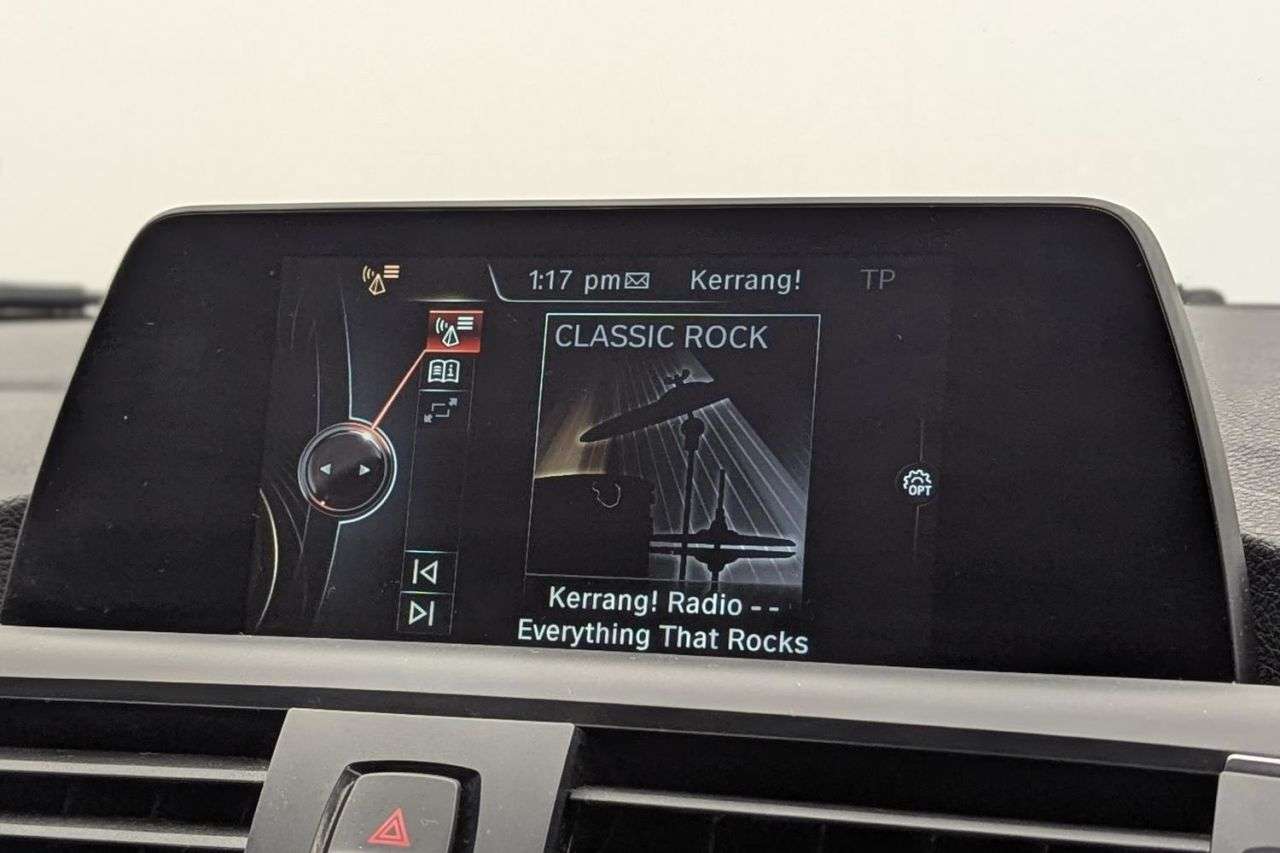 1:17 pm Kerrang! TP
CLASSIC ROCK
OPT
Kerrang! Radio - -
Everything That Rocks